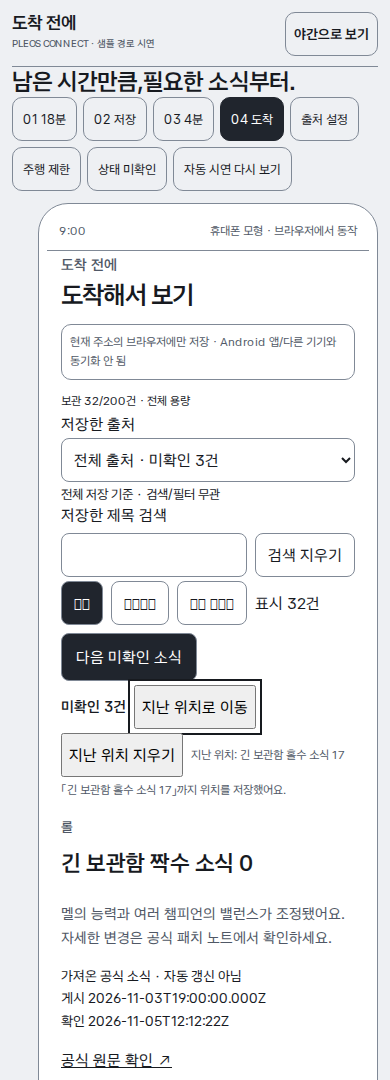 도착 전에
PLEOS CONNECT · 샘플 경로 시연
야간으로 보기
남은 시간만큼,필요한 소식부터.
01 18분
02 저장
03 4분
04 도착
출처 설정
주행 제한
상태 미확인
자동 시연 다시 보기
9:00
휴대폰 모형 · 브라우저에서 동작
도착 전에
도착해서 보기
현재 주소의 브라우저에만 저장 · Android 앱/다른 기기와
동기화 안 됨
보관 32/200건 · 전체 용량
저장한 출처
전체 출처 · 미확인 3건
전체 저장 기준 · 검색/필터 무관
저장한 제목 검색
검색 지우기
표시 32건
다음 미확인 소식
미확인 3건
지난 위치로 이동
지난 위치 지우기
지난 위치: 긴 보관함 홀수 소식 17
「긴 보관함 홀수 소식 17」까지 위치를 저장했어요.
롤
긴 보관함 짝수 소식 0
멜의 능력과 여러 챔피언의 밸런스가 조정됐어요.
자세한 변경은 공식 패치 노트에서 확인하세요.
가져온 공식 소식 · 자동 갱신 아님
게시 2026-11-03T19:00:00.000Z
확인 2026-11-05T12:12:22Z
공식 원문 확인 ↗